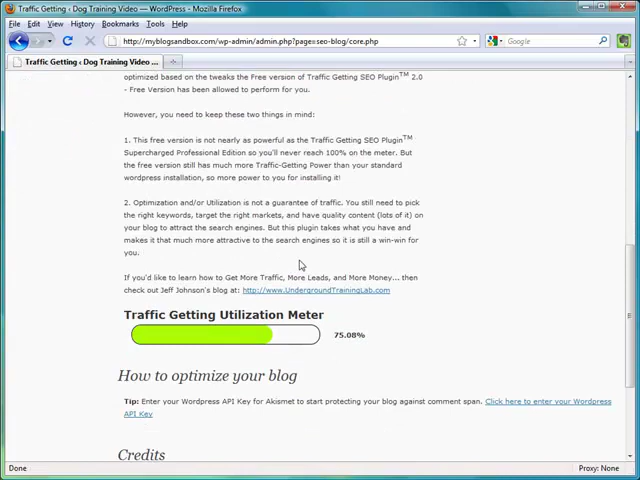 Traffic Getting ‹ Dog Training Video — WordPress - Mozilla Firefox
File Edit View History Bookmarks Tools Help
http://myblogsandbox.com/wp-admin/admin.php?page=seo-blog/core.php
Google
Traffic Getting ‹ Dog Training Video ...
optimized based on the tweaks the Free version of Traffic Getting SEO Plugin™ 2.0
- Free Version has been allowed to perform for you.
However, you need to keep these two things in mind:
1. This free version is not nearly as powerful as the Traffic Getting SEO Plugin™
Supercharged Professional Edition so you'll never reach 100% on the meter. But
the free version still has much more Traffic-Getting Power than your standard
wordpress installation, so more power to you for installing it!
2. Optimization and/or Utilization is not a guarantee of traffic. You still need to pick
the right keywords, target the right markets, and have quality content (lots of it) on
your blog to attract the search engines. But this plugin takes what you have and
makes it that much more attractive to the search engines so it is still a win-win for
you.
If you'd like to learn how to Get More Traffic, More Leads, and More Money... then
check out Jeff Johnson's blog at: http://www.UndergroundTrainingLab.com
Traffic Getting Utilization Meter
75.08%
How to optimize your blog
Tip: Enter your Wordpress API Key for Akismet to start protecting your blog against comment span. Click here to enter your Wordpress
API Key
Credits
Done
Proxy: None